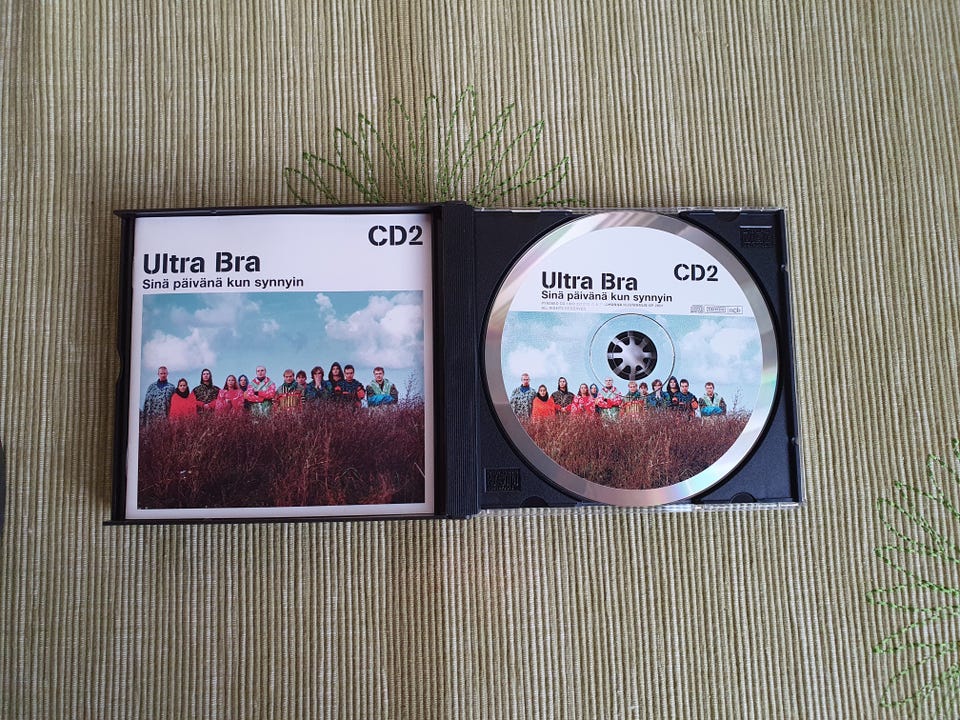 CD2
Ultra Bra
Sinä päivänä kun synnyin
CD2
Ultra Bra
Sinä päivänä kun synnyin
ALL RIGHTS RESERVED